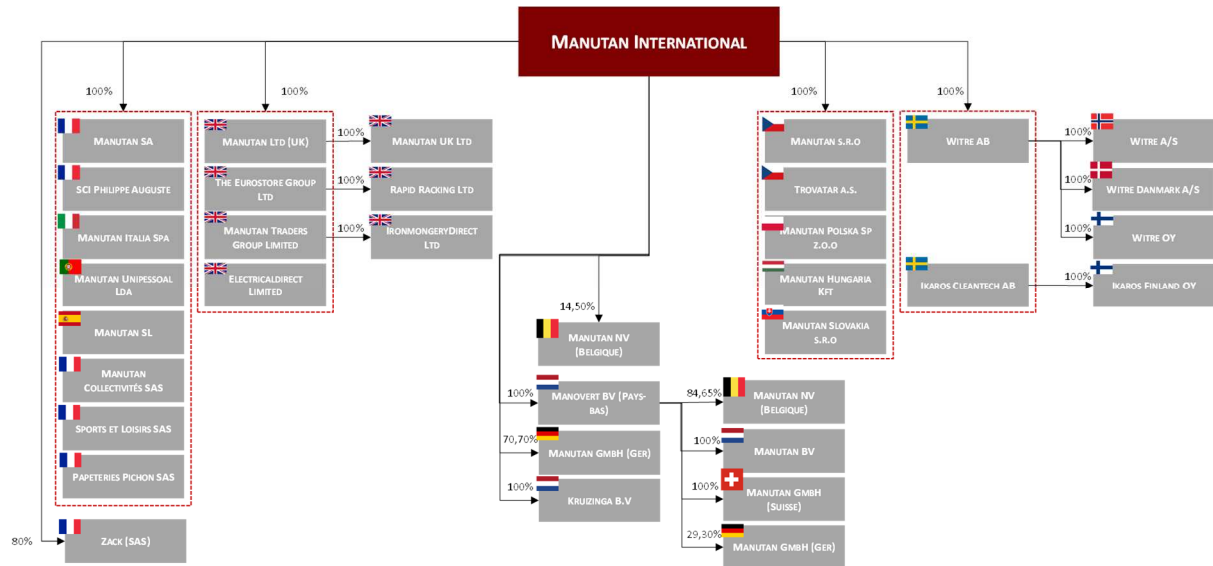 MANUTAN INTERNATIONAL
100%
100%
100%
100%
MANUTAN SA
SCI PHILIPPE AUGUSTE
MANUTAN ITALIA SPA
MANUTAN UNIPESSOAL
LDA
MANUTAN SL
MANUTAN
COLLECTIVITÉS SAS
SPORTS ET LOISIRS SAS
PAPETERIES PICHON SAS
80%
ZACK (SAS)
MANUTAN LTD (UK)
100%
MANUTAN UK LTD
THE EUROSTORE GROUP
LTD
100%
RAPID RACKING LTD
MANUTAN TRADERS
GROUP LIMITED
100%
IRONMONGERYDIRECT
LTD
ELECTRICALDIRECT
LIMITED
14,50%
MANUTAN NV
(BELGIQUE)
100%
MANOVERT BV (PAYS-
BAS)
70,70%
MANUTAN GMBH (GER)
100%
KRUIZINGA B.V
84,65%
MANUTAN NV
(BELGIQUE)
100%
MANUTAN BV
100%
MANUTAN GMBH
(SUISSE)
29,30%
MANUTAN GMBH (GER)
MANUTAN S.R.O
TROVATAR A.S.
MANUTAN POLSKA SP
Z.O.O
MANUTAN HUNGARIA
KFT
MANUTAN SLOVAKIA
S.R.O
WITRE AB
100%
WITRE A/S
100%
WITRE DANMARK A/S
100%
WITRE OY
IKAROS CLEANTECH AB
100%
IKAROS FINLAND OY